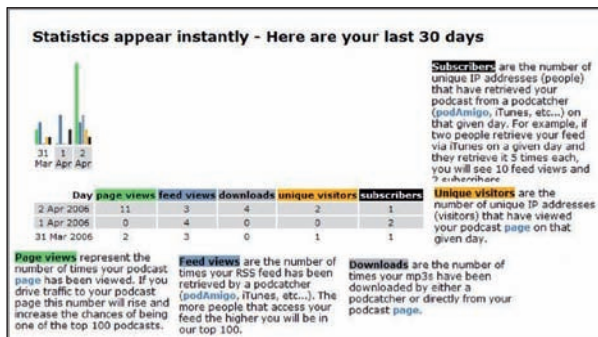 Statistics appear instantly - Here are your last 30 days
31 1 2
Mar Apr Apr
Subscribers are the number of
unique IP addresses (people)
that have retrieved your
podcast from a podcatcher
(podAmigo, iTunes, etc...) on
that given day. For example, if
two people retrieve your feed
via iTunes on a given day and
they retrieve it 5 times each,
you will see 10 feed views and
2 subscribers
Day page views feed views downloads unique visitors subscribers
2 Apr 2006 11 3 4 2 1
1 Apr 2006 0 4 0 0 2
31 Mar 2006 2 3 0 1 1
Unique visitors are the
number of unique IP addresses
(visitors) that have viewed
your podcast page on that
given day.
Page views represent the
number of times your podcast
page has been viewed. If you
drive traffic to your podcast
page this number will rise and
increase the chances of being
one of the top 100 podcasts.
Feed views are the number of
times your RSS feed has been
retrieved by a podcatcher
(podAmigo, iTunes, etc...). The
more people that access your
feed the higher you will be in
our top 100.
Downloads are the number of
times your mp3s have been
downloaded by either a
podcatcher or directly from your
podcast page.